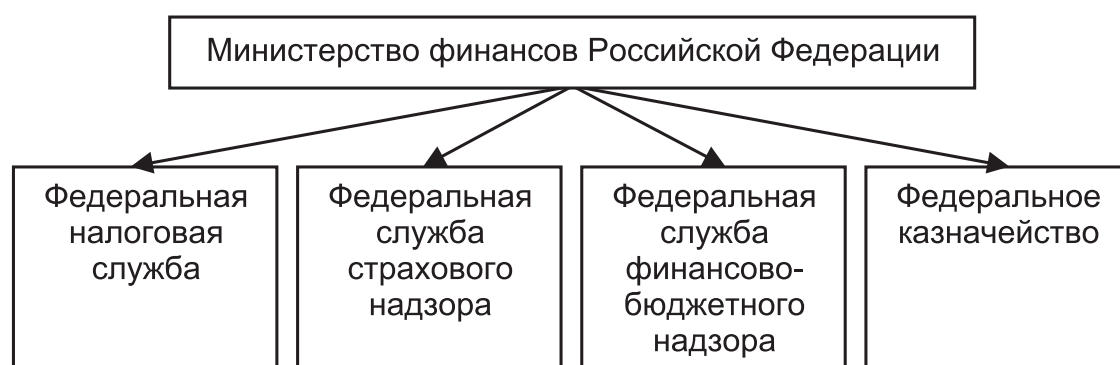 Министерство финансов Российской Федерации
Федеральная
налоговая
служба
Федеральная
служба
страхового
надзора
Федеральная
служба
финансово-
бюджетного
надзора
Федеральное
казначейство